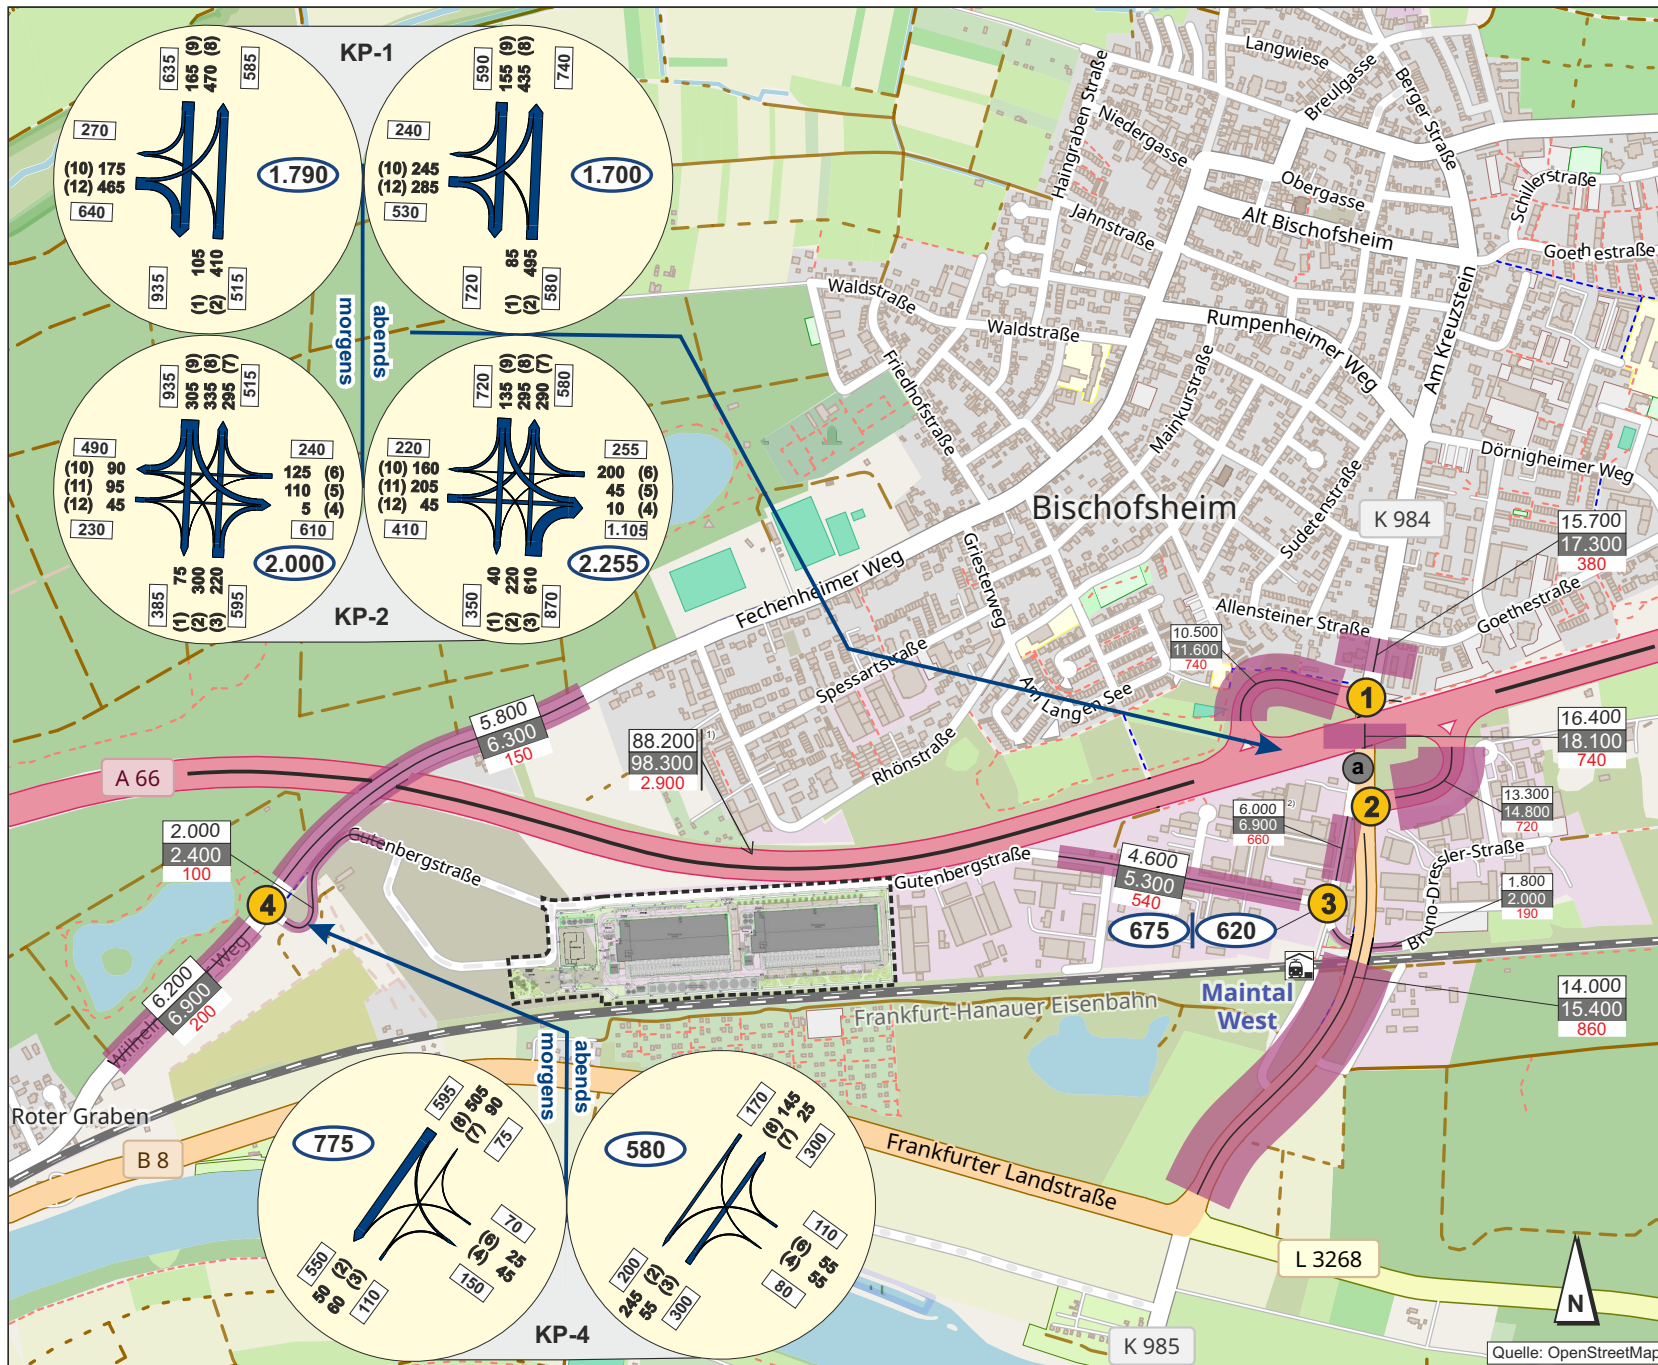 KP-1
635
165 (9)
470 (8)
585
270
(10) 175
(12) 465
640
1.790
935
(1) 105
(2) 410
515
590
155 (9)
435 (8)
740
240
(10) 245
(12) 285
530
1.700
720
(1) 85
(2) 495
580
morgens
abends
935
305 (9)
335 (8)
295 (7)
515
490
(10) 90
(11) 95
(12) 45
230
240
125 (6)
110 (5)
5 (4)
610
2.000
385
(1) 75
(2) 300
(3) 220
595
720
135 (9)
295 (8)
290 (7)
580
220
(10) 160
(11) 205
(12) 45
410
255
200 (6)
45 (5)
10 (4)
1.105
2.255
350
(1) 40
(2) 220
(3) 610
870
KP-2
Langwiese
Breulgasse
Berger Straße
Haingraben Straße
Niedergasse
Obergasse
Schillerstraße
Jahnstraße
Alt Bischofsheim
Goethestraße
Waldstraße
Waldstraße
Rumpenheimer Weg
Am Kreuzstein
Friedhofstraße
Mainkurstraße
Dörnigheimer Weg
Sudetenstraße
Bischofsheim
K 984
15.700
17.300
380
Griesterweg
Fechenheimer Weg
Allensteiner Straße
Goethestraße
10.500
11.600
740
Spessartstraße
Am Langen See
Rhönstraße
1
5.800
6.300
150
88.200 1)
98.300
2.900
16.400
18.100
740
A 66
a
2
13.300
14.800
720
6.000 2)
6.900
660
2.000
2.400
100
Gutenbergstraße
Gutenbergstraße
4.600
5.300
540
Bruno-Dressler-Straße
1.800
2.000
190
4
3
675
620
Wilhelm
Weg
6.200
6.900
200
Maintal
West
Frankfurt-Hanauer Eisenbahn
14.000
15.400
860
Roter Graben
B 8
morgens
abends
775
595
(8) 505
(7) 90
75
70
(6) 25
(4) 45
150
550
50 (2)
60 (3)
110
580
170
(8) 145
(7) 25
300
110
(6) 55
(4) 55
80
200
245 (2)
55 (3)
300
KP-4
Frankfurter Landstraße
L 3268
K 985
N
Quelle: OpenStreetMap